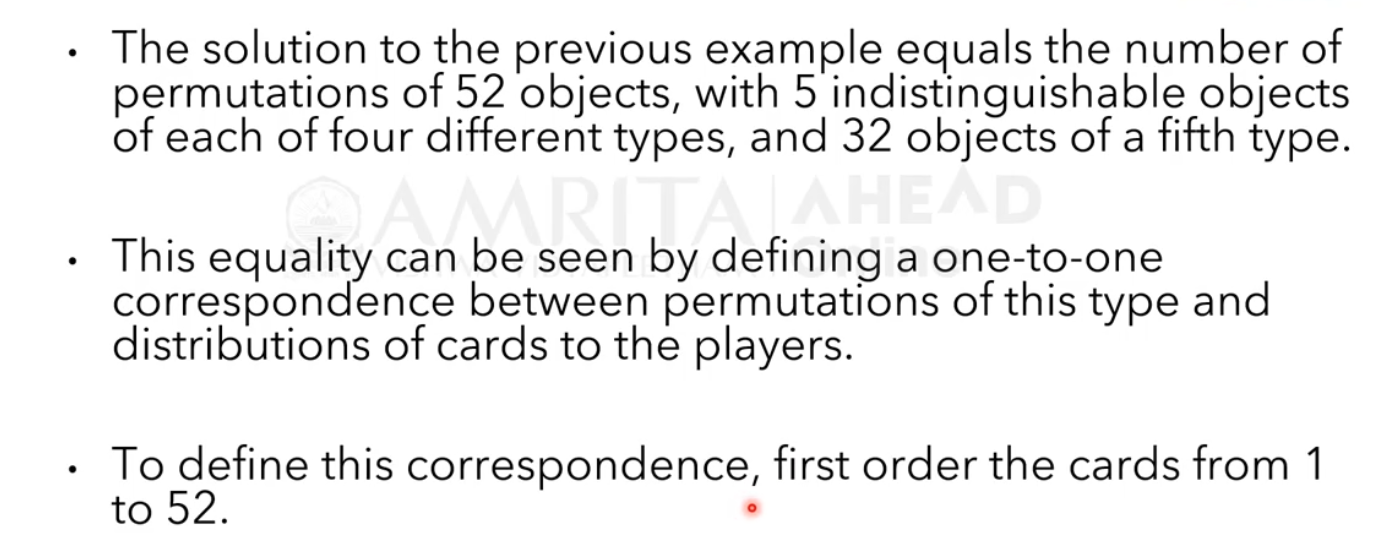 • The solution to the previous example equals the number of
permutations of 52 objects, with 5 indistinguishable objects
of each of four different types, and 32 objects of a fifth type.
AMRITA | AHEAD
Online
• This equality can be seen by defining a one-to-one
correspondence between permutations of this type and
distributions of cards to the players.
• To define this correspondence, first order the cards from 1
to 52.